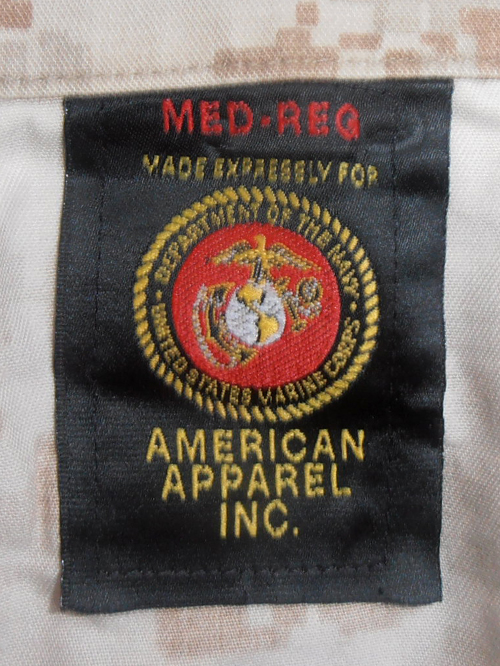 MED-REG
MADE EXPRESSLY FOR
DEPARTMENT OF THE NAVY
UNITED STATES MARINE CORPS
AMERICAN
APPAREL
INC.